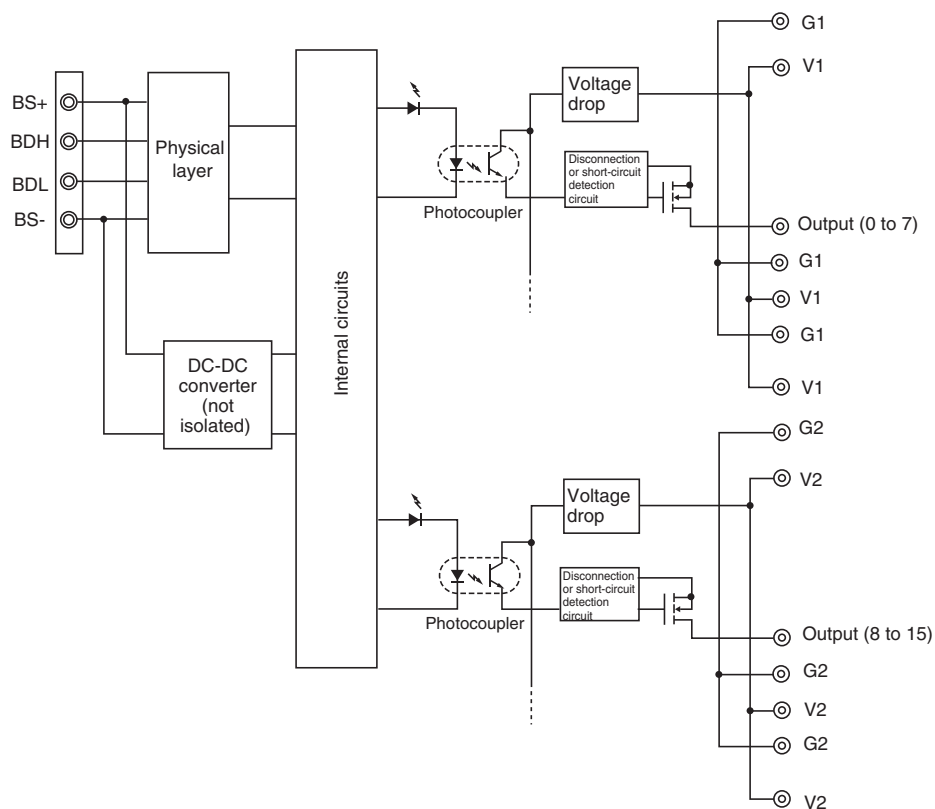 BS+
BDH
BDL
BS-
Physical
layer
DC-DC
converter
(not
isolated)
Internal circuits
Photocoupler
Voltage
drop
Disconnection
or short-circuit
detection
circuit
G1
V1
Output (0 to 7)
G1
V1
G1
V1
Photocoupler
Voltage
drop
Disconnection
or short-circuit
detection
circuit
G2
V2
Output (8 to 15)
G2
V2
G2
V2